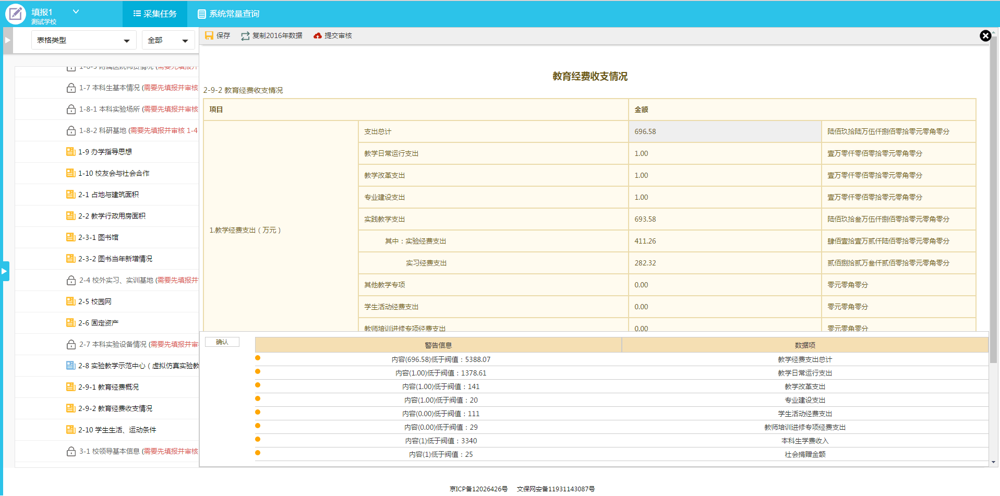 填报1
测试学校
采集任务
系统常量查询
表格类型
全部
保存
复制2016年数据
提交审核
1-7 本科生基本情况 (需要先填报并审核
1-8-1 本科实验场所 (需要先填报并审核
1-8-2 科研基地 (需要先填报并审核 1-4
1-9 办学指导思想
1-10 校友会与社会合作
2-1 占地与建筑面积
2-2 教学行政用房面积
2-3-1 图书馆
2-3-2 图书当年新增情况
2-4 校外实习、实训基地 (需要先填报并
2-5 校园网
2-6 固定资产
2-7 本科实验设备情况 (需要先填报并审
2-8 实验教学示范中心（虚拟仿真实验教
2-9-1 教育经费概况
2-9-2 教育经费收支情况
2-10 学生生活、运动条件
3-1 校领导基本信息 (需要先填报并审核
教育经费收支情况
2-9-2 教育经费收支情况
项目 金额
1.教学经费支出（万元）
支出总计 696.58 陆佰玖拾陆万伍仟捌佰零拾零元零角零分
教学日常运行支出 1.00 壹万零仟零佰零拾零元零角零分
教学改革支出 1.00 壹万零仟零佰零拾零元零角零分
专业建设支出 1.00 壹万零仟零佰零拾零元零角零分
实践教学支出 693.58 陆佰玖拾叁万伍仟捌佰零拾零元零角零分
其中：实验经费支出 411.26 肆佰壹拾壹万贰仟陆佰零拾零元零角零分
实习经费支出 282.32 贰佰捌拾贰万叁仟贰佰零拾零元零角零分
其他教学专项 0.00 零元零角零分
学生活动经费支出 0.00 零元零角零分
教师培训进修专项经费支出 0.00 零元零角零分
确认
警告信息 数据项
内容(696.58)低于阀值：5388.07 教学经费支出总计
内容(1.00)低于阀值：1378.61 教学日常运行支出
内容(1.00)低于阀值：141 教学改革支出
内容(1.00)低于阀值：20 专业建设支出
内容(0.00)低于阀值：111 学生活动经费支出
内容(0.00)低于阀值：29 教师培训进修专项经费支出
内容(1)低于阀值：3340 本科生学费收入
内容(1)低于阀值：25 社会捐赠金额
京ICP备12026426号 文保网安备11931143087号